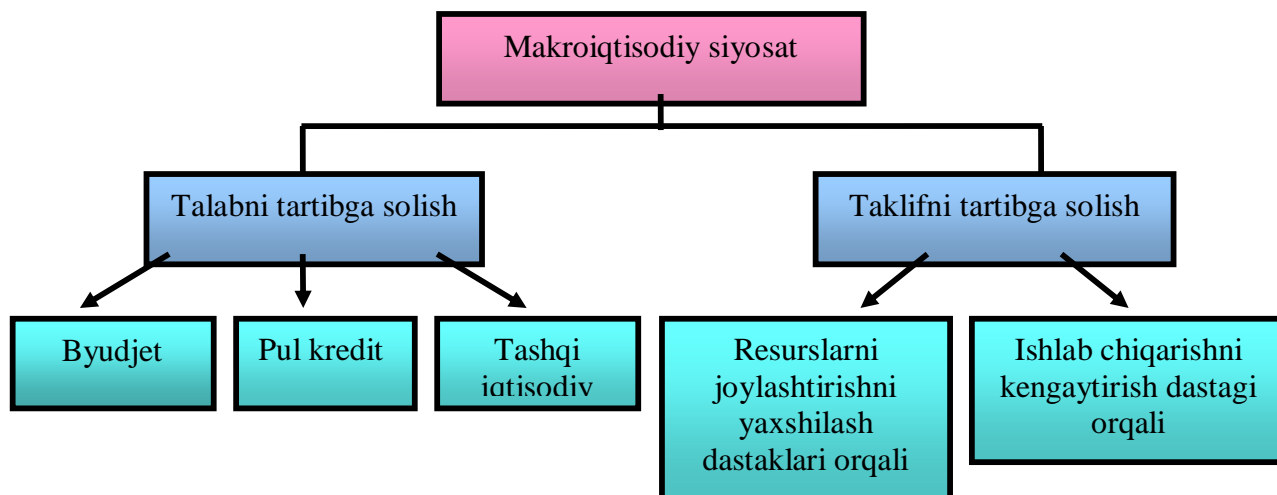 Makroiqtisodiy siyosat
Talabni tartibga solish
Taklifni tartibga solish
Byudjet
Pul kredit
Tashqi
iqtisodiy
Resurslarni
joylashtirishni
yaxshilash
dastaklari orqali
Ishlab chiqarishni
kengaytirish dastagi
orqali